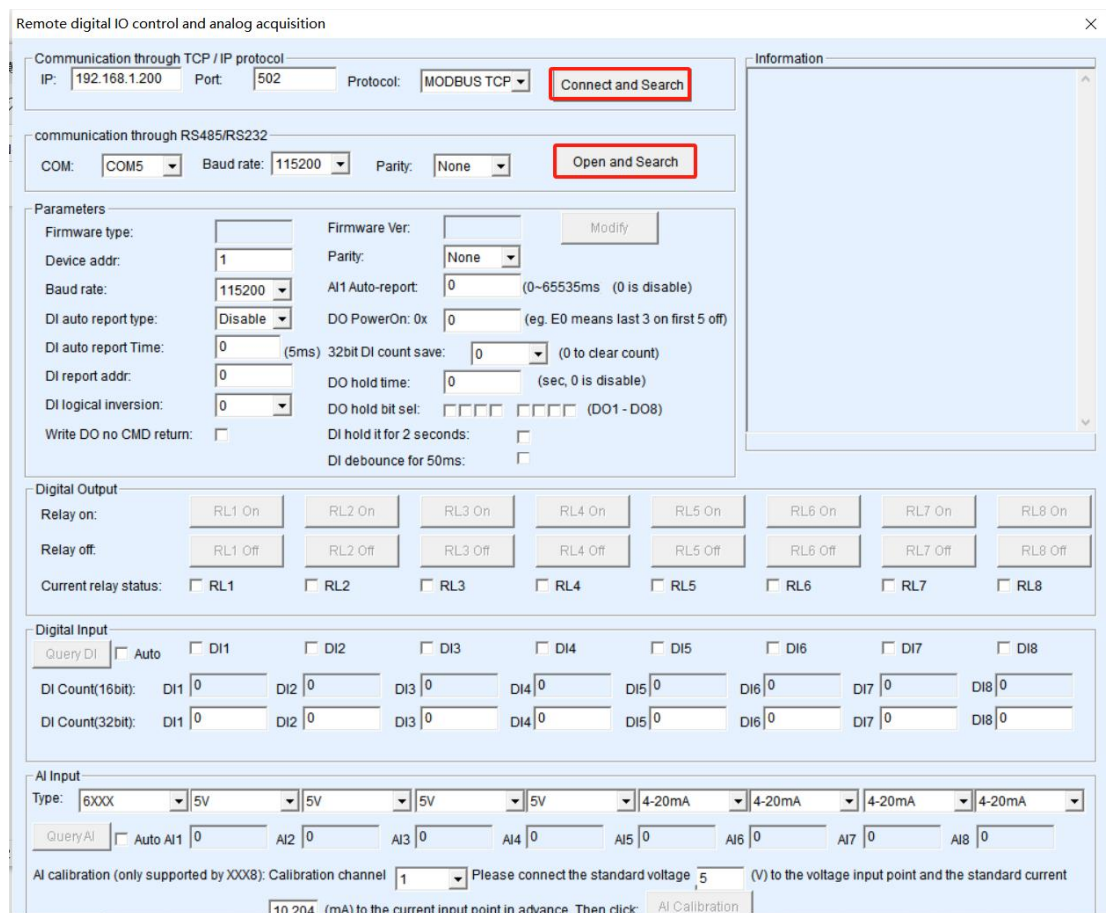 Remote digital IO control and analog acquisition
Communication through TCP / IP protocol
IP: 192.168.1.200 Port: 502 Protocol: MODBUS TCP Connect and Search
communication through RS485/RS232
COM: COM5 Baud rate: 115200 Parity: None Open and Search
Information
Parameters
Firmware type: Firmware Ver: Modify
Device addr: 1 Parity: None
Baud rate: 115200 AI1 Auto-report: 0 (0~65535ms (0 is disable)
DI auto report type: Disable DO PowerOn: 0x 0 (eg. E0 means last 3 on first 5 off)
DI auto report Time: 0 (5ms) 32bit DI count save: 0 (0 to clear count)
DI report addr: 0 DO hold time: 0 (sec, 0 is disable)
DI logical inversion: 0 DO hold bit sel: (DO1 - DO8)
Write DO no CMD return: DI hold it for 2 seconds:
DI debounce for 50ms:
Digital Output
Relay on: RL1 On RL2 On RL3 On RL4 On RL5 On RL6 On RL7 On RL8 On
Relay off: RL1 Off RL2 Off RL3 Off RL4 Off RL5 Off RL6 Off RL7 Off RL8 Off
Current relay status: RL1 RL2 RL3 RL4 RL5 RL6 RL7 RL8
Digital Input
Query DI Auto DI1 DI2 DI3 DI4 DI5 DI6 DI7 DI8
DI Count(16bit): DI1 0 DI2 0 DI3 0 DI4 0 DI5 0 DI6 0 DI7 0 DI8 0
DI Count(32bit): DI1 0 DI2 0 DI3 0 DI4 0 DI5 0 DI6 0 DI7 0 DI8 0
AI Input
Type: 6XXX 5V 5V 5V 5V 4-20mA 4-20mA 4-20mA 4-20mA
Query AI Auto AI1 0 AI2 0 AI3 0 AI4 0 AI5 0 AI6 0 AI7 0 AI8 0
AI calibration (only supported by XXX8): Calibration channel 1 Please connect the standard voltage 5 (V) to the voltage input point and the standard current
10.204 (mA) to the current input point in advance. Then click: AI Calibration